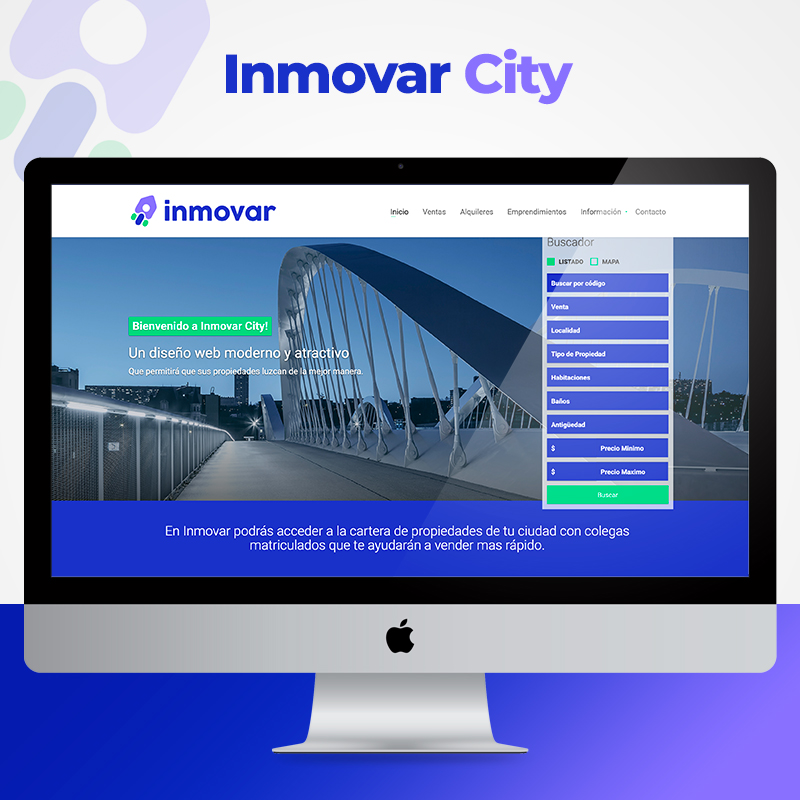 Inmovar City
inmovar
Inicio Ventas Alquileres Emprendimientos Información Contacto
Buscador
LISTADO MAPA
Buscar por código
Venta
Localidad
Tipo de Propiedad
Habitaciones
Baños
Antigüedad
$ Precio Minimo
$ Precio Maximo
Buscar
Bienvenido a Inmovar City!
Un diseño web moderno y atractivo
Que permitirá que sus propiedades luzcan de la mejor manera.
En Inmovar podrás acceder a la cartera de propiedades de tu ciudad con colegas
matriculados que te ayudarán a vender mas rápido.